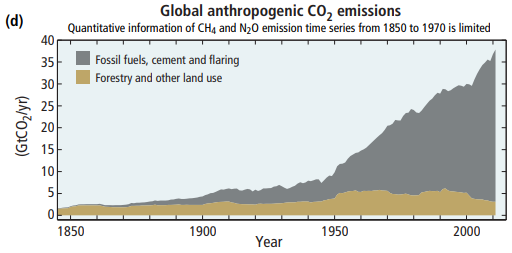 (d)
Global anthropogenic CO₂ emissions
Quantitative information of CH₄ and N₂O emission time series from 1850 to 1970 is limited
40
35
30
25
20
15
10
5
0
(GtCO₂/yr)
Fossil fuels, cement and flaring
Forestry and other land use
1850 1900 1950 2000
Year